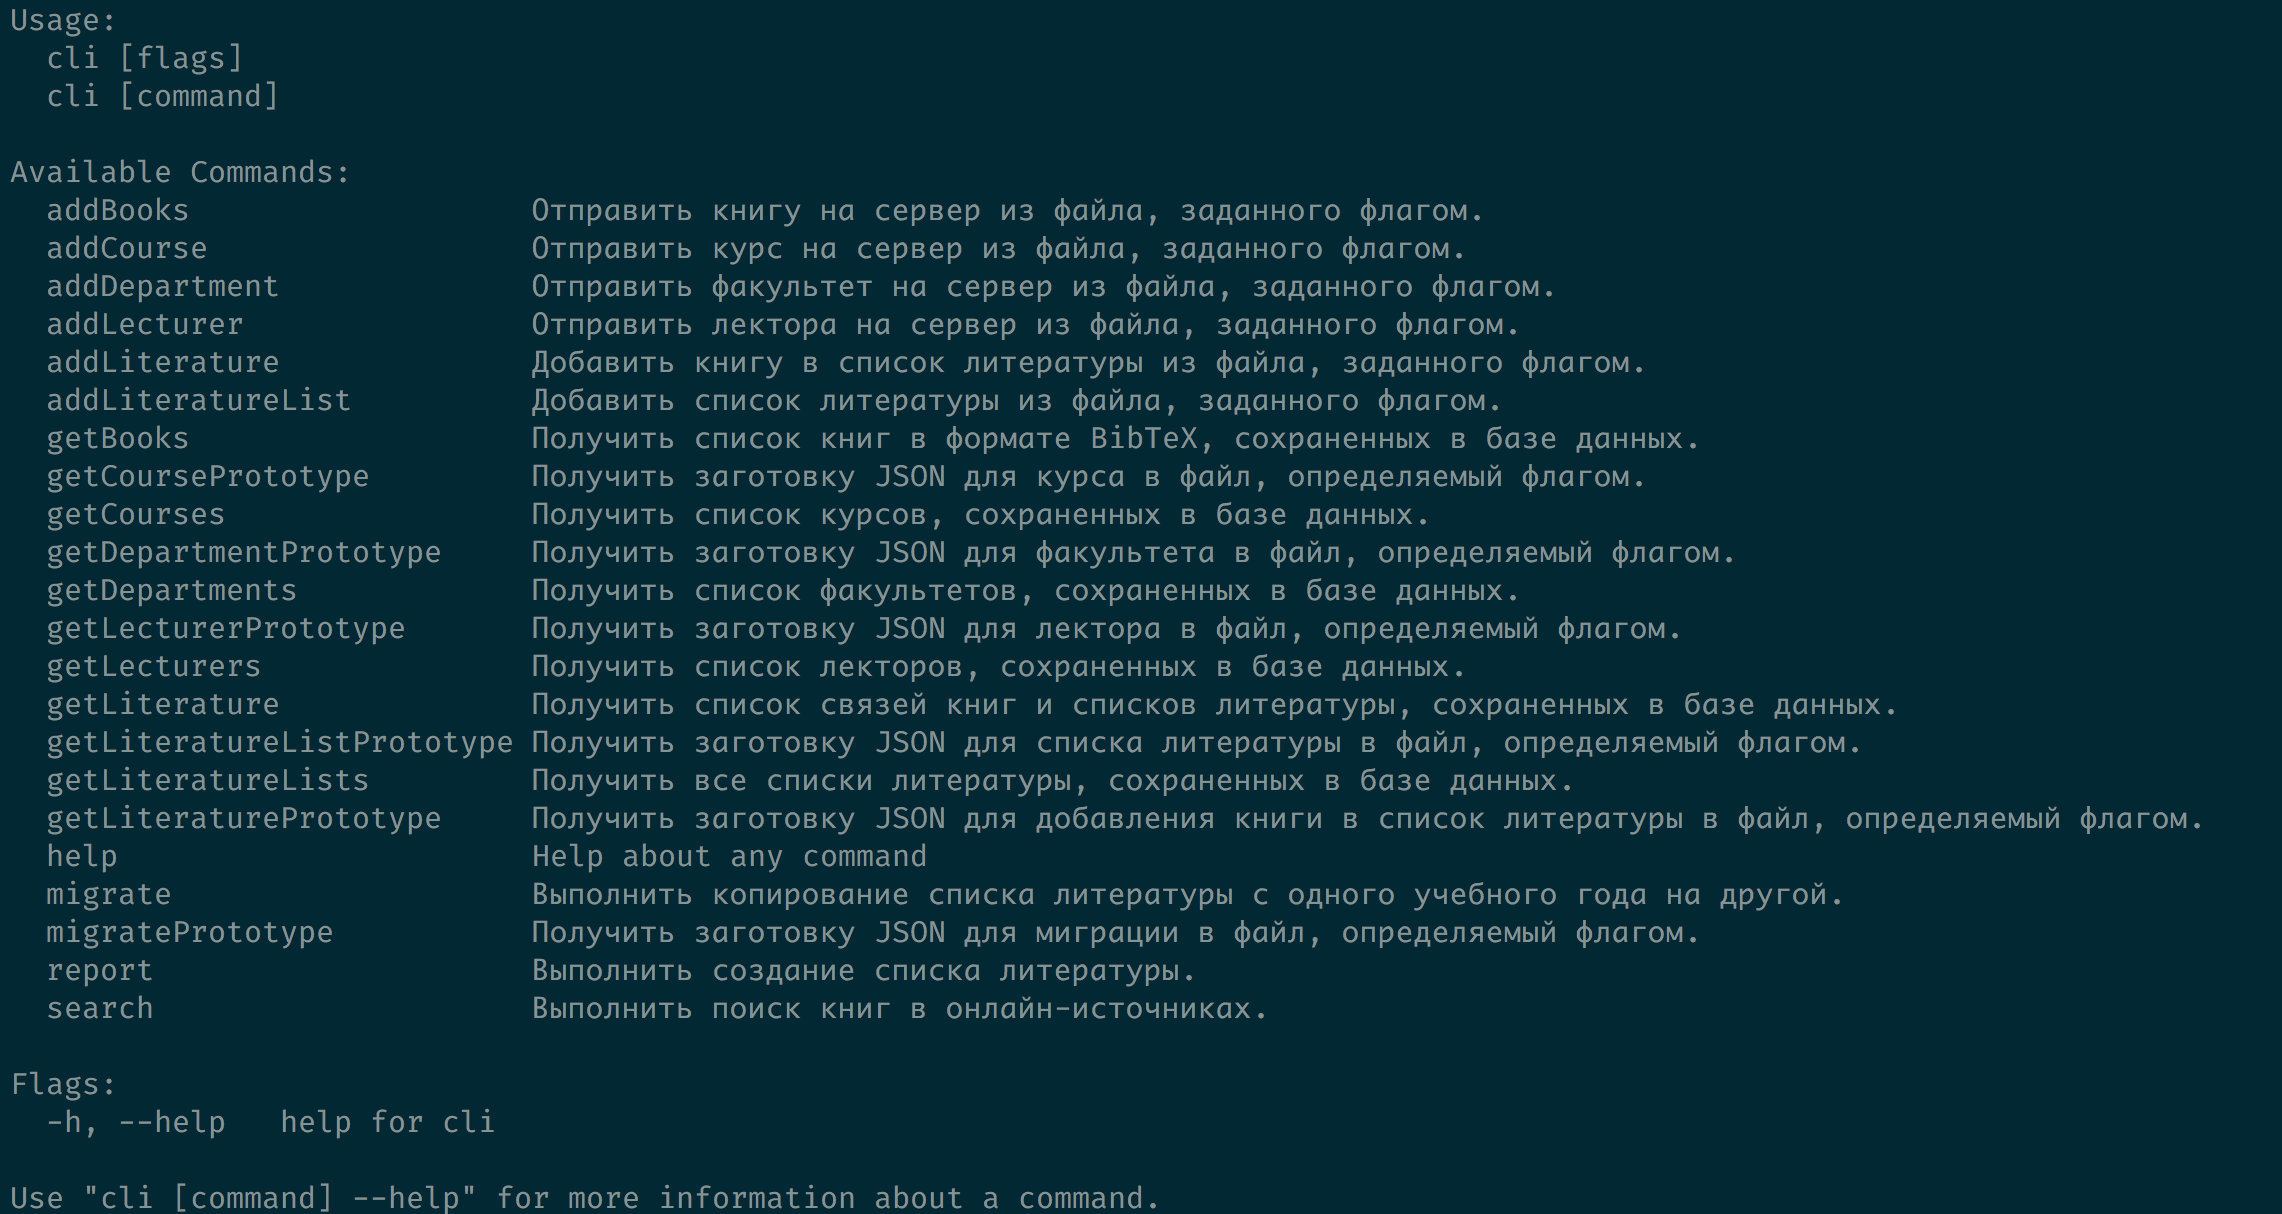 Usage:
  cli [flags]
  cli [command]

Available Commands:
  addBooks                   Отправить книгу на сервер из файла, заданного флагом.
  addCourse                  Отправить курс на сервер из файла, заданного флагом.
  addDepartment              Отправить факультет на сервер из файла, заданного флагом.
  addLecturer                Отправить лектора на сервер из файла, заданного флагом.
  addLiterature              Добавить книгу в список литературы из файла, заданного флагом.
  addLiteratureList          Добавить список литературы из файла, заданного флагом.
  getBooks                   Получить список книг в формате BibTeX, сохраненных в базе данных.
  getCoursePrototype         Получить заготовку JSON для курса в файл, определяемый флагом.
  getCourses                 Получить список курсов, сохраненных в базе данных.
  getDepartmentPrototype     Получить заготовку JSON для факультета в файл, определяемый флагом.
  getDepartments             Получить список факультетов, сохраненных в базе данных.
  getLecturerPrototype       Получить заготовку JSON для лектора в файл, определяемый флагом.
  getLecturers               Получить список лекторов, сохраненных в базе данных.
  getLiterature              Получить список связей книг и списков литературы, сохраненных в базе данных.
  getLiteratureListPrototype Получить заготовку JSON для списка литературы в файл, определяемый флагом.
  getLiteratureLists         Получить все списки литературы, сохраненных в базе данных.
  getLiteraturePrototype     Получить заготовку JSON для добавления книги в список литературы в файл, определяемый флагом.
  help                       Help about any command
  migrate                    Выполнить копирование списка литературы с одного учебного года на другой.
  migratePrototype           Получить заготовку JSON для миграции в файл, определяемый флагом.
  report                     Выполнить создание списка литературы.
  search                     Выполнить поиск книг в онлайн-источниках.

Flags:
  -h, --help   help for cli

Use "cli [command] --help" for more information about a command.